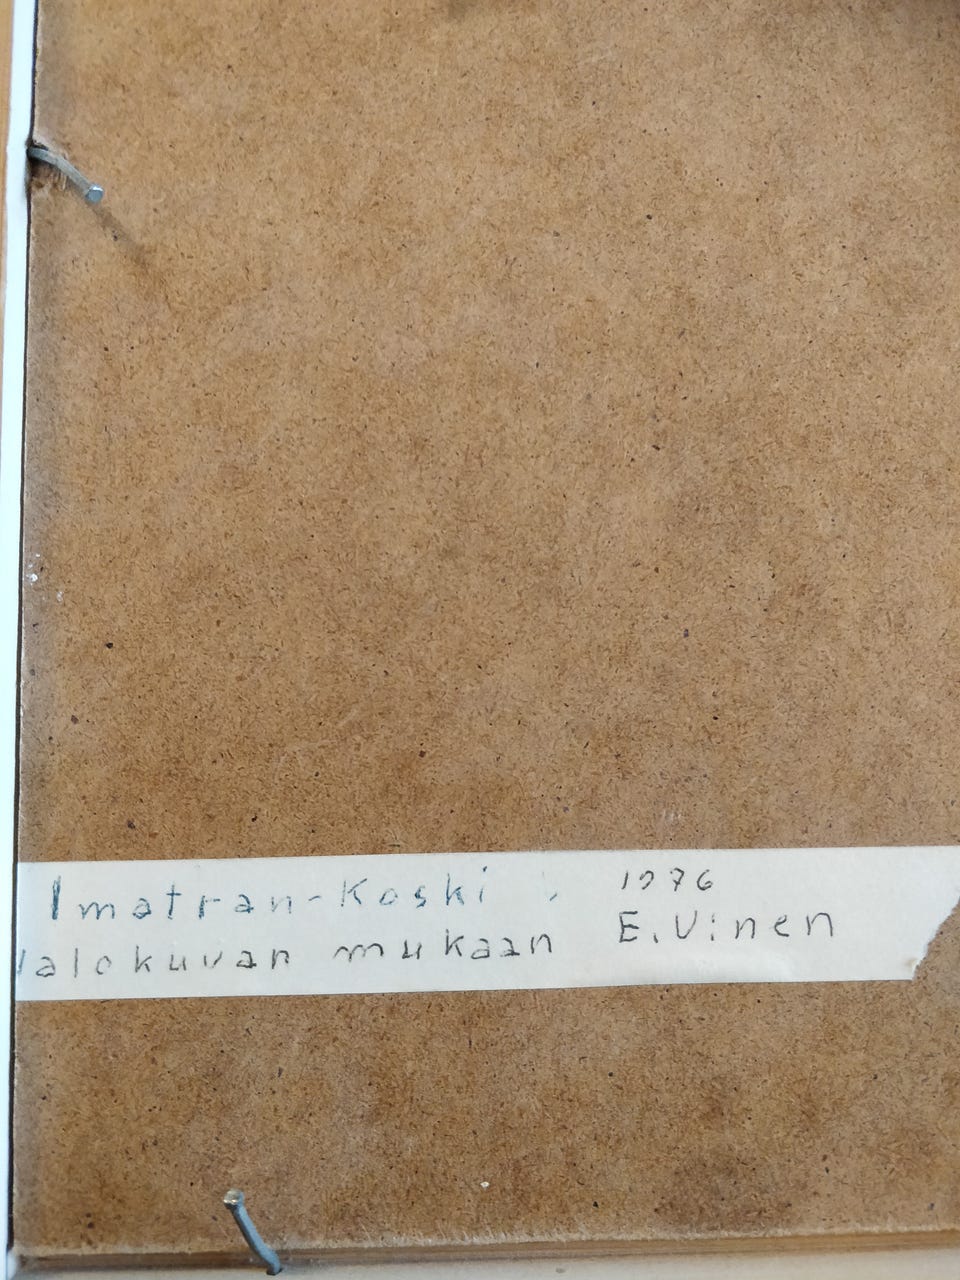 Imatran-Koski 1976
valokuvan mukaan E. Vinen